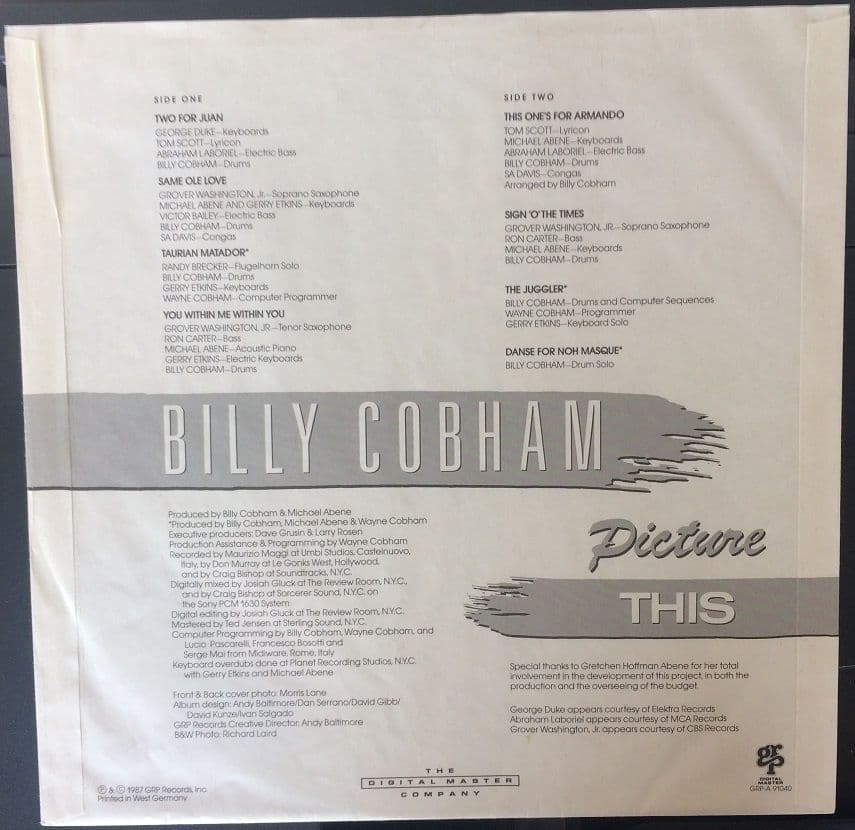 SIDE ONE
TWO FOR JUAN
GEORGE DUKE—Keyboards
TOM SCOTT—Lyricon
ABRAHAM LABORIEL—Electric Bass
BILLY COBHAM—Drums
SAME OLE LOVE
GROVER WASHINGTON, Jr.—Soprano Saxophone
MICHAEL ABENE AND GERRY ETKINS—Keyboards
VICTOR BAILEY—Electric Bass
BILLY COBHAM—Drums
SA DAVIS—Congas
TAURIAN MATADOR*
RANDY BRECKER—Flugelhorn Solo
BILLY COBHAM—Drums
GERRY ETKINS—Keyboards
WAYNE COBHAM—Computer Programmer
YOU WITHIN ME WITHIN YOU
GROVER WASHINGTON, JR.—Tenor Saxophone
RON CARTER—Bass
MICHAEL ABENE—Acoustic Piano
GERRY ETKINS—Electric Keyboards
BILLY COBHAM—Drums
SIDE TWO
THIS ONE'S FOR ARMANDO
TOM SCOTT—Lyricon
MICHAEL ABENE—Keyboards
ABRAHAM LABORIEL—Electric Bass
BILLY COBHAM—Drums
SA DAVIS—Congas
Arranged by Billy Cobham
SIGN 'O' THE TIMES
GROVER WASHINGTON, JR.—Soprano Saxophone
RON CARTER—Bass
MICHAEL ABENE—Keyboards
BILLY COBHAM—Drums
THE JUGGLER*
BILLY COBHAM—Drums and Computer Sequences
WAYNE COBHAM—Programmer
GERRY ETKINS—Keyboard Solo
DANSE FOR NOH MASQUE*
BILLY COBHAM—Drum Solo
BILLY COBHAM
Picture
THIS
Produced by Billy Cobham & Michael Abene
*Produced by Billy Cobham, Michael Abene & Wayne Cobham
Executive producers: Dave Grusin & Larry Rosen
Production Assistance & Programming by Wayne Cobham
Recorded by Maurizio Maggi at Umbi Studios, Castelnuovo,
Italy, by Don Murray at Le Gonks West, Hollywood,
and by Craig Bishop at Soundtracks, N.Y.C.
Digitally mixed by Josiah Gluck at The Review Room, N.Y.C.,
and by Craig Bishop at Sorcerer Sound, N.Y.C. on
the Sony PCM 1630 System
Digital editing by Josiah Gluck at The Review Room, N.Y.C.
Mastered by Ted Jensen at Sterling Sound, N.Y.C.
Computer Programming by Billy Cobham, Wayne Cobham, and
Lucio Pascarelli, Francesco Bosotti and
Serge Mai from Midiware, Rome, Italy
Keyboard overdubs done at Planet Recording Studios, N.Y.C.
with Gerry Etkins and Michael Abene
Front & Back cover photo: Morris Lane
Album design: Andy Baltimore/Dan Serrano/David Gibb/
David Kunze/Ivan Salgado
GRP Records Creative Director: Andy Baltimore
B&W Photo: Richard Laird
Special thanks to Gretchen Hoffman Abene for her total
involvement in the development of this project, in both the
production and the overseeing of the budget.
George Duke appears courtesy of Elektra Records
Abraham Laboriel appears courtesy of MCA Records
Grover Washington, Jr. appears courtesy of CBS Records
℗ & © 1987 GRP Records, Inc.
Printed in West Germany
THE
DIGITAL MASTER
COMPANY
grp
DIGITAL
MASTER
GRP-A-91040